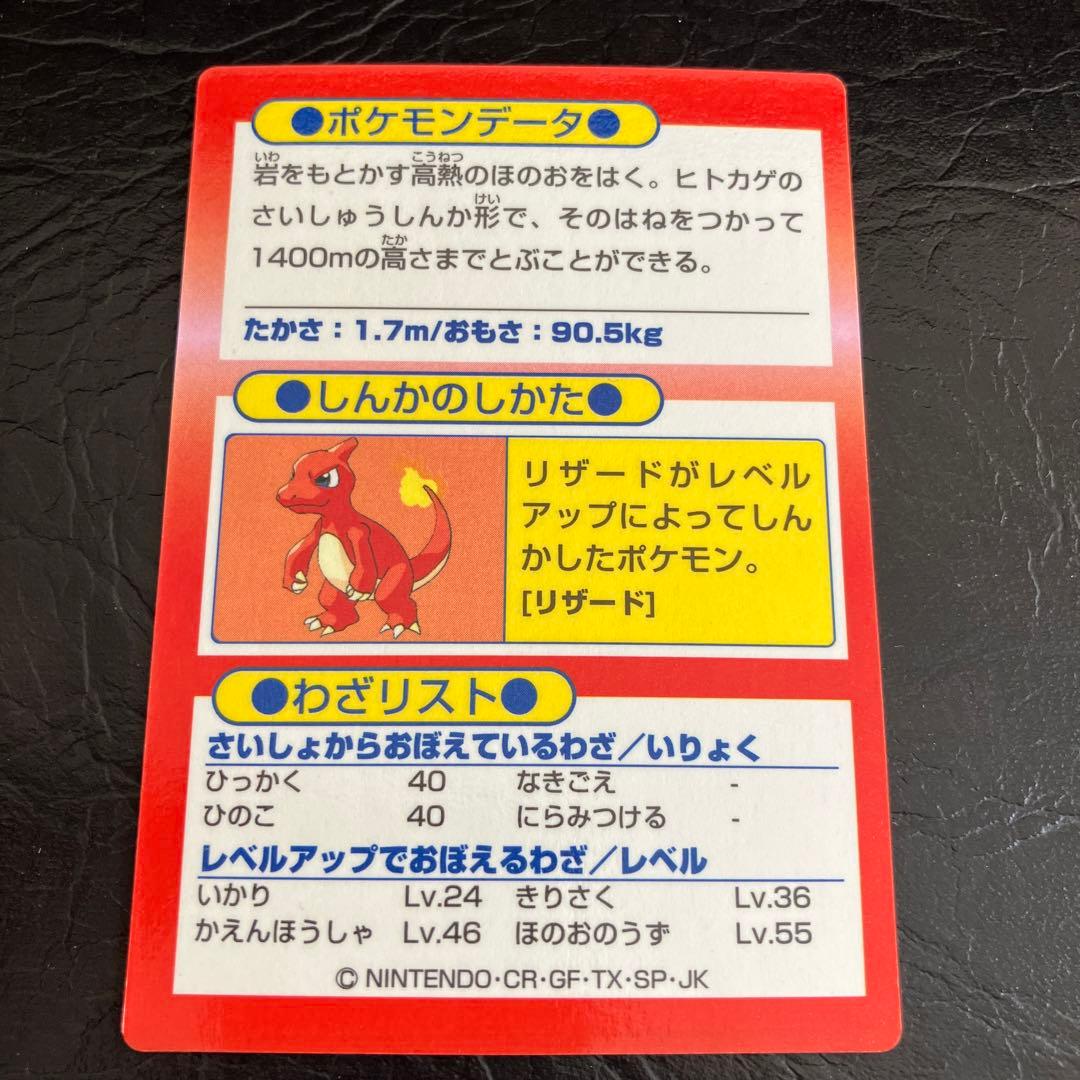 ●ポケモンデータ●
岩をもとかす高熱のほのおをはく。ヒトカゲの
さいしゅうしんか形で、そのはねをつかって
1400mの高さまでとぶことができる。
たかさ：1.7m/おもさ：90.5kg
●しんかのしかた●
リザードがレベル
アップによってしん
かしたポケモン。
[リザード]
●わざリスト●
さいしょからおぼえているわざ／いりょく
ひっかく 40 なきごえ -
ひのこ 40 にらみつける -
レベルアップでおぼえるわざ／レベル
いかり Lv.24 きりさく Lv.36
かえんほうしゃ Lv.46 ほのおのうず Lv.55
© NINTENDO・CR・GF・TX・SP・JK